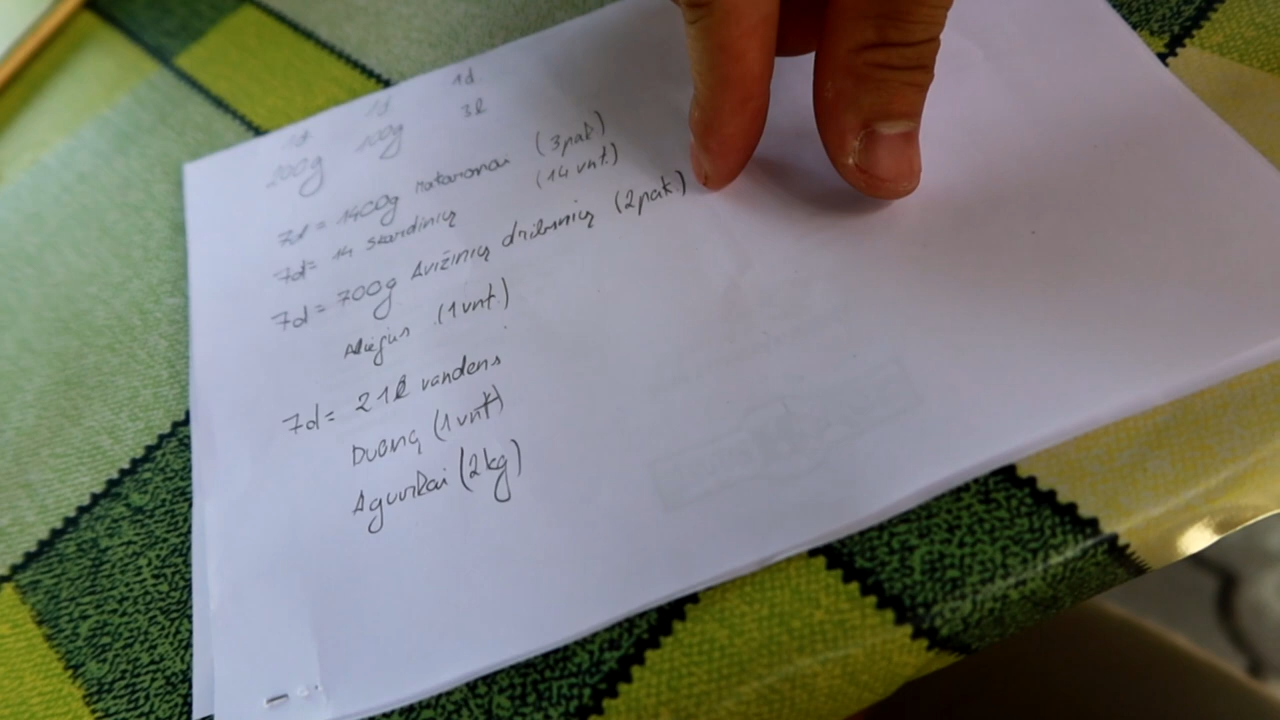 1d 1d 1d
200g 100g 3l
7d = 1400g Makaronai (3pak)
7d = 14 Skardinių (14 vnt.)
7d = 700g Avižinių dribsnių (2pak.)
Aliejus (1vnt.)
7d = 21l vandens
Duoną (1vnt)
Agurkai (2kg)